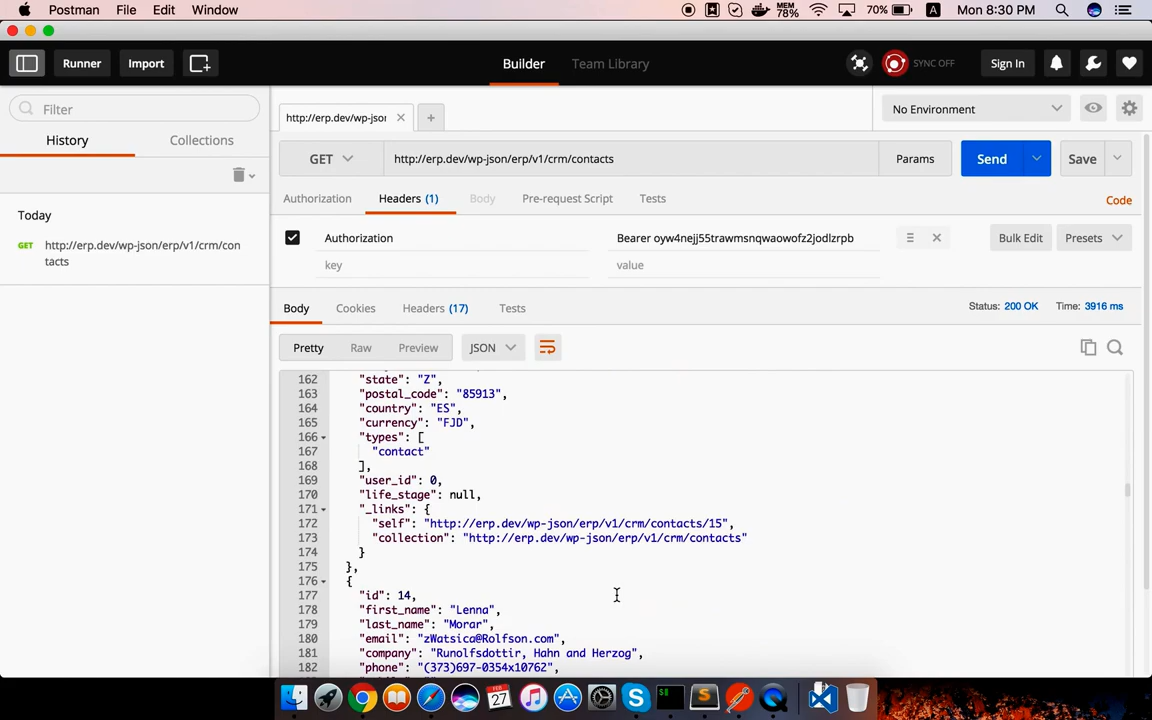 Postman File Edit Window MEM 78% 70% A Mon 8:30 PM
Runner Import Builder Team Library SYNC OFF Sign In
Filter
History Collections
Today
GET http://erp.dev/wp-json/erp/v1/crm/con
tacts
http://erp.dev/wp-jsor + No Environment
GET http://erp.dev/wp-json/erp/v1/crm/contacts Params Send Save
Authorization Headers (1) Body Pre-request Script Tests Code
Authorization Bearer oyw4nejj55trawmsnqwaowofz2jodlzrpb Bulk Edit Presets
key value
Body Cookies Headers (17) Tests Status: 200 OK Time: 3916 ms
Pretty Raw Preview JSON
162 "state": "Z",
163 "postal_code": "85913",
164 "country": "ES",
165 "currency": "FJD",
166 "types": [
167 "contact"
168 ],
169 "user_id": 0,
170 "life_stage": null,
171 "_links": {
172 "self": "http://erp.dev/wp-json/erp/v1/crm/contacts/15",
173 "collection": "http://erp.dev/wp-json/erp/v1/crm/contacts"
174 }
175 },
176 {
177 "id": 14,
178 "first_name": "Lenna",
179 "last_name": "Morar",
180 "email": "zWatsica@Rolfson.com",
181 "company": "Runolfsdottir, Hahn and Herzog",
182 "phone": "(373)697-0354x10762",
FEB 27